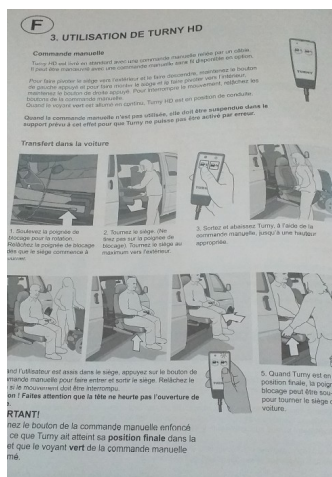 F
3. UTILISATION DE TURNY HD
Commande manuelle
Turny HD est livré en standard avec une commande manuelle reliée par un câble.
Il peut être manœuvré avec une commande manuelle sans fil disponible en option.
Pour faire pivoter le siège vers l'extérieur et le faire descendre, maintenez le bouton
de gauche appuyé et pour faire monter le siège et le faire pivoter vers l'intérieur,
maintenez le bouton de droite appuyé. Pour interrompre le mouvement, relâchez les
boutons de la commande manuelle.
Quand le voyant vert est allumé en continu, Turny HD est en position de conduite.
Quand la commande manuelle n'est pas utilisée, elle doit être suspendue dans le
support prévu à cet effet pour que Turny ne puisse pas être activé par erreur.
Transfert dans la voiture
1. Soulevez la poignée de
blocage pour la rotation.
Relâchez la poignée de blocage
dès que le siège commence à
2. Tournez le siège. (Ne
tirez pas sur la poignée de
blocage). Tournez le siège au
maximum vers l'extérieur.
3. Sortez et abaissez Turny, à l'aide de la
commande manuelle, jusqu'à une hauteur
appropriée.
and l'utilisateur est assis dans le siège, appuyez sur le bouton de
mande manuelle pour faire entrer et sortir le siège. Relâchez le
si le mouvement doit être interrompu.
on ! Faites attention que la tête ne heurte pas l'ouverture de
RTANT!
nez le bouton de la commande manuelle enfoncé
ce que Turny ait atteint sa position finale dans la
et que le voyant vert de la commande manuelle
mé.
5. Quand Turny est en
position finale, la poig
blocage peut être sou
pour tourner le siège
voiture.